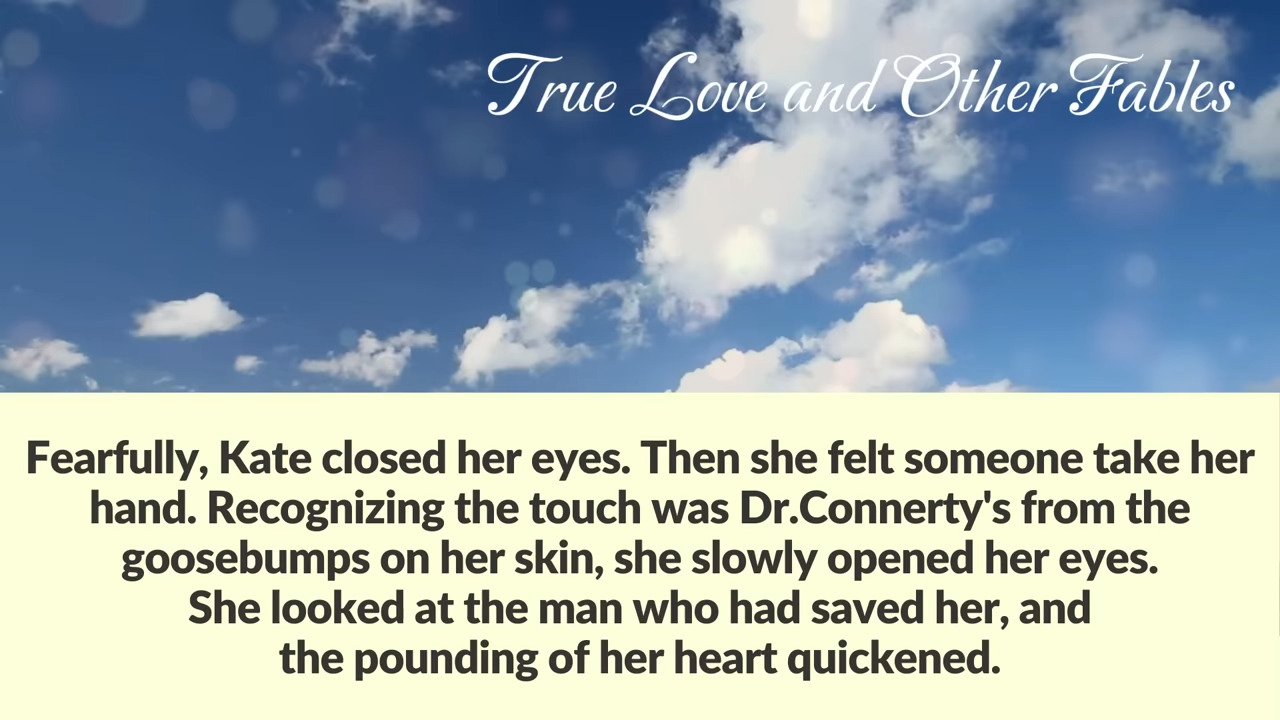 True Love and Other Fables
Fearfully, Kate closed her eyes. Then she felt someone take her
hand. Recognizing the touch was Dr.Connerty's from the
goosebumps on her skin, she slowly opened her eyes.
She looked at the man who had saved her, and
the pounding of her heart quickened.